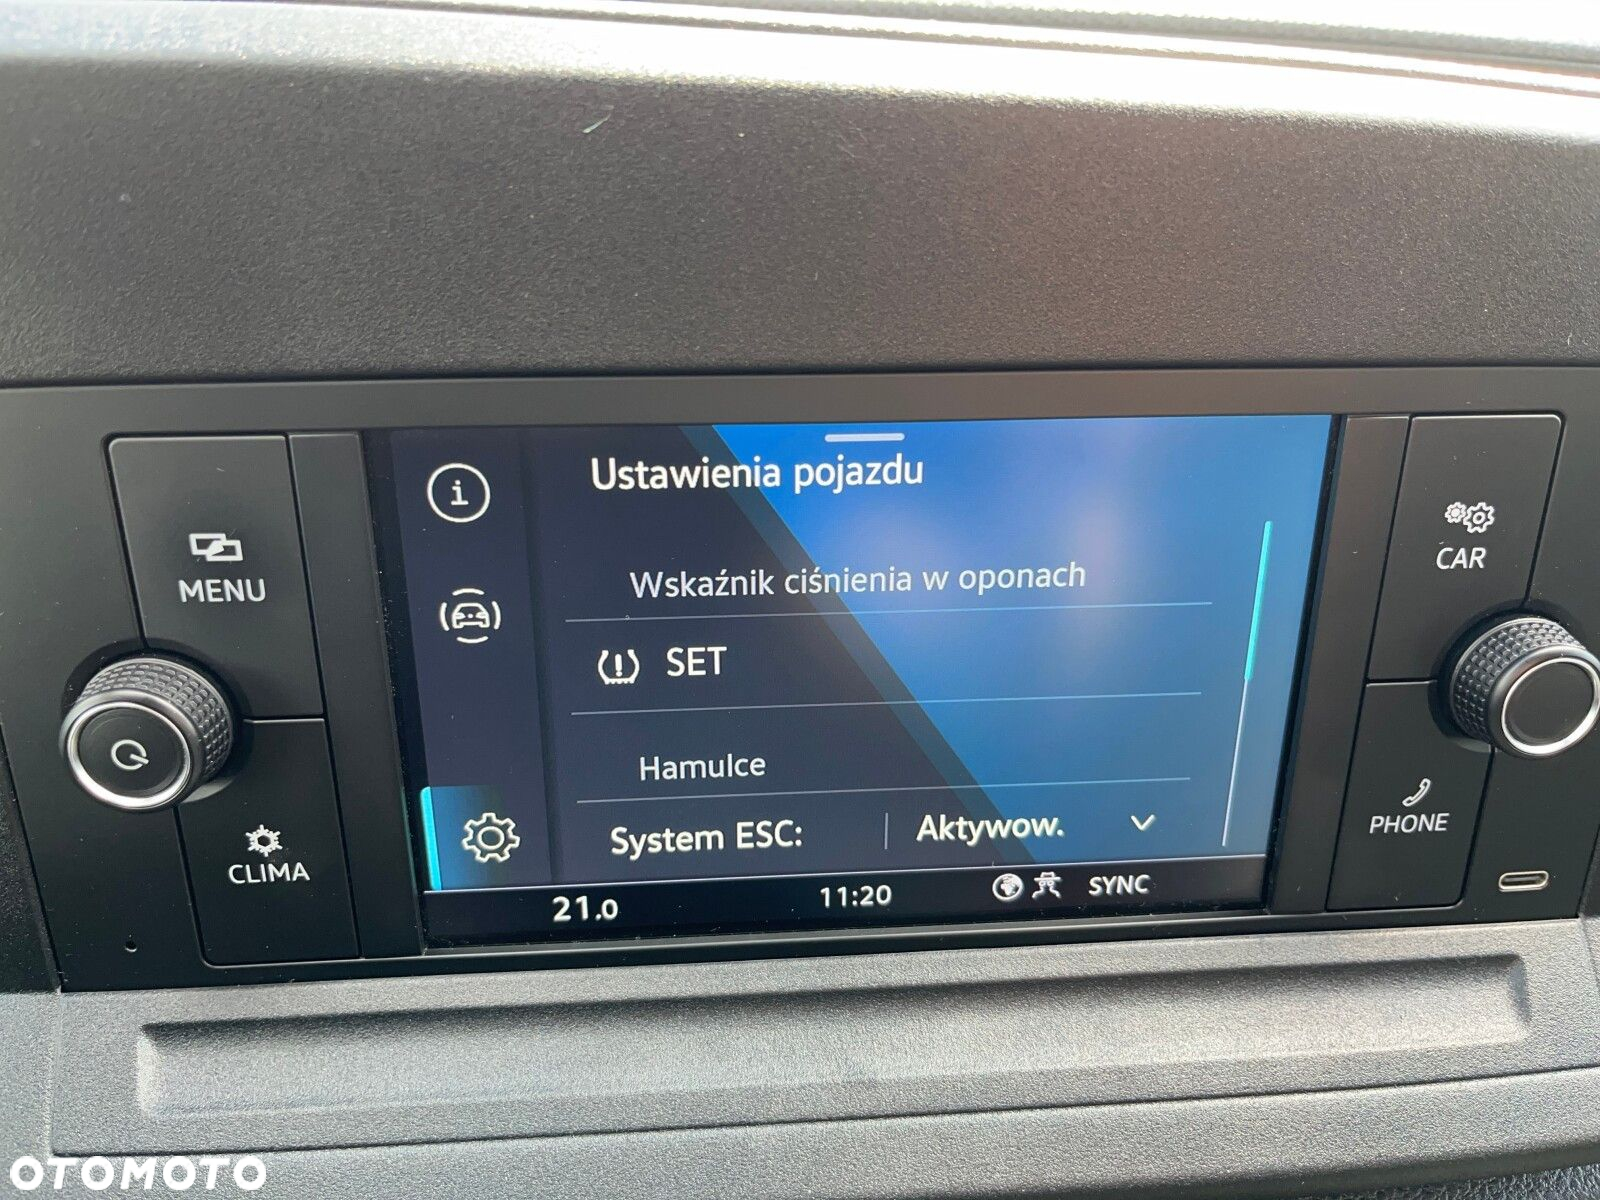 Ustawienia pojazdu
Wskaźnik ciśnienia w oponach
SET
Hamulce
System ESC: Aktywow.
21.0 11:20 SYNC
MENU
CLIMA
CAR
PHONE
OTOMOTO